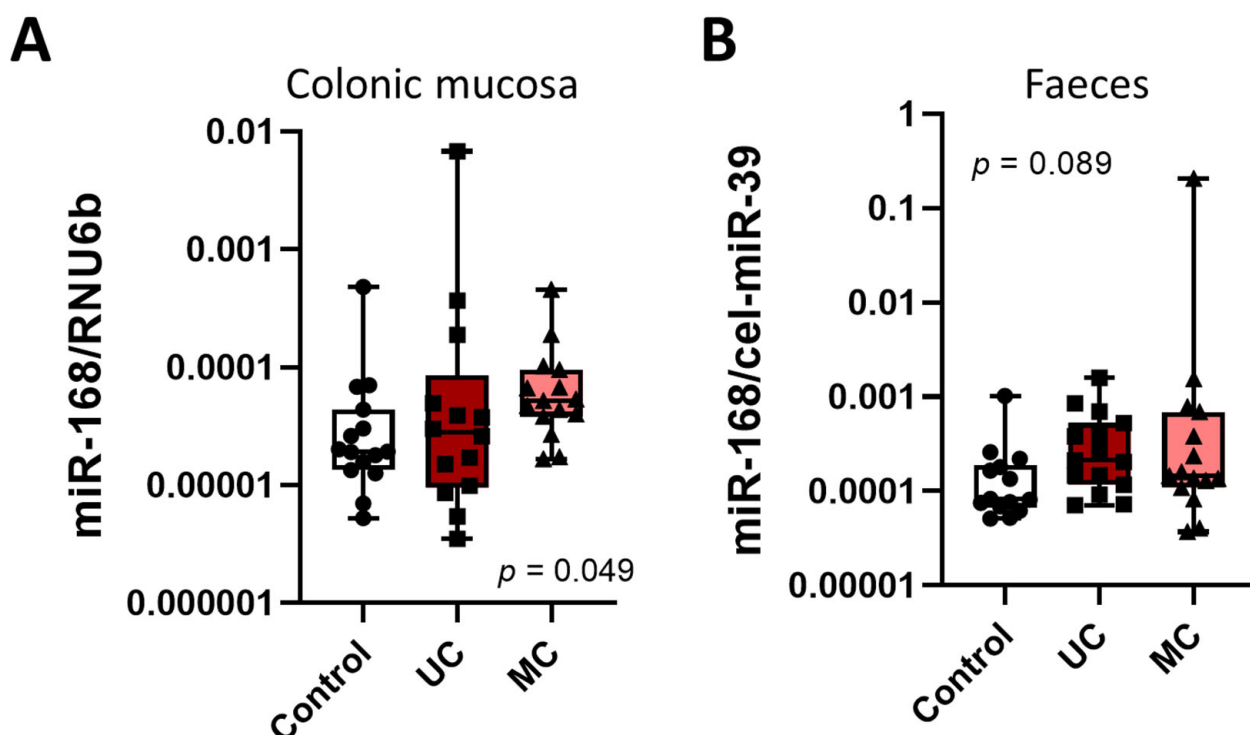 A
Colonic mucosa
miR-168/RNU6b
0.01
0.001
0.0001
0.00001
0.000001
p = 0.049
Control
UC
MC
B
Faeces
miR-168/cel-miR-39
1
0.1
0.01
0.001
0.0001
0.00001
p = 0.089
Control
UC
MC